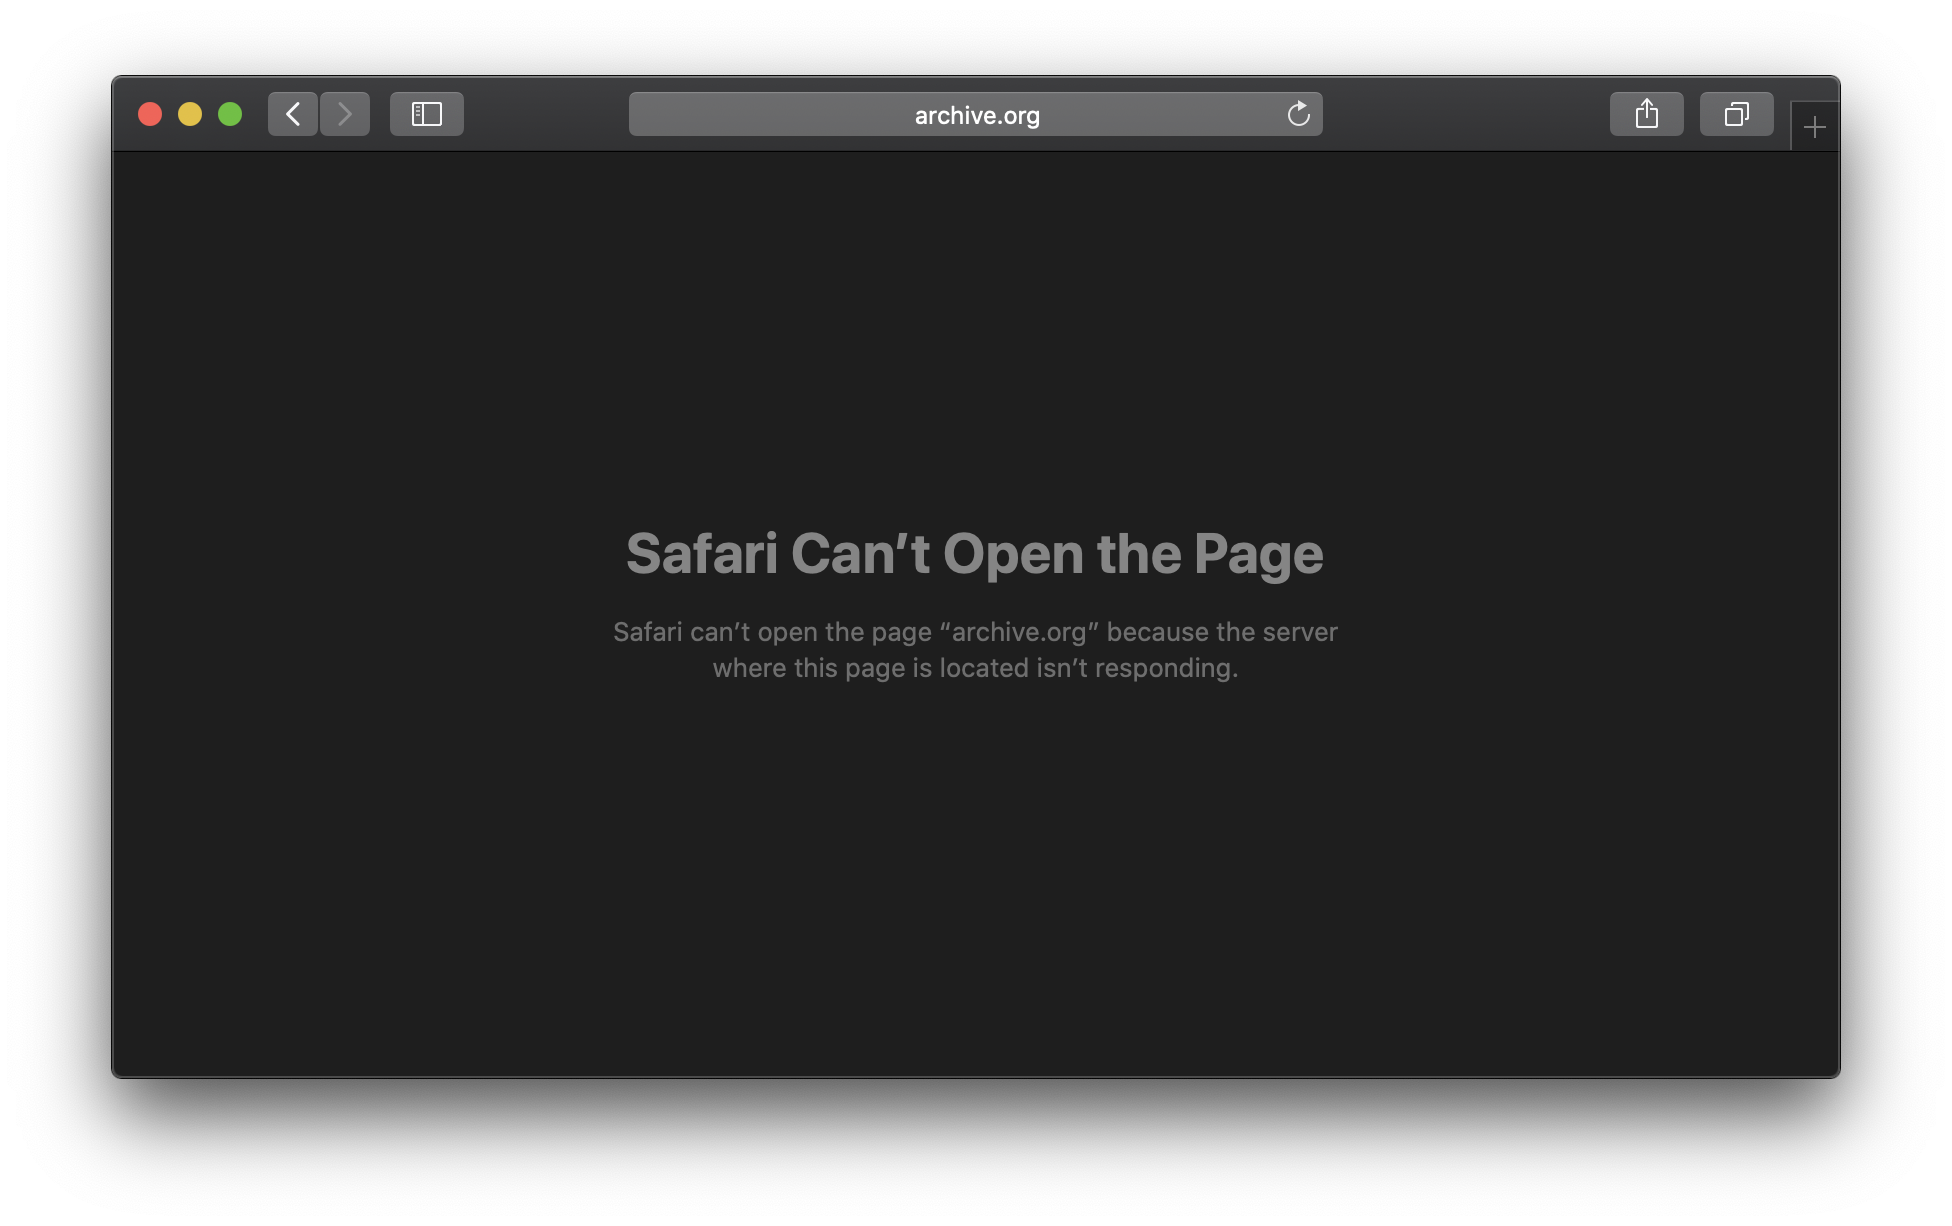 archive.org
Safari Can’t Open the Page
Safari can’t open the page “archive.org” because the server
where this page is located isn’t responding.